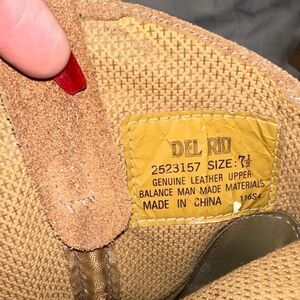 DEL RIO
2523157 SIZE: 7½
GENUINE LEATHER UPPER
BALANCE MAN MADE MATERIALS
MADE IN CHINA